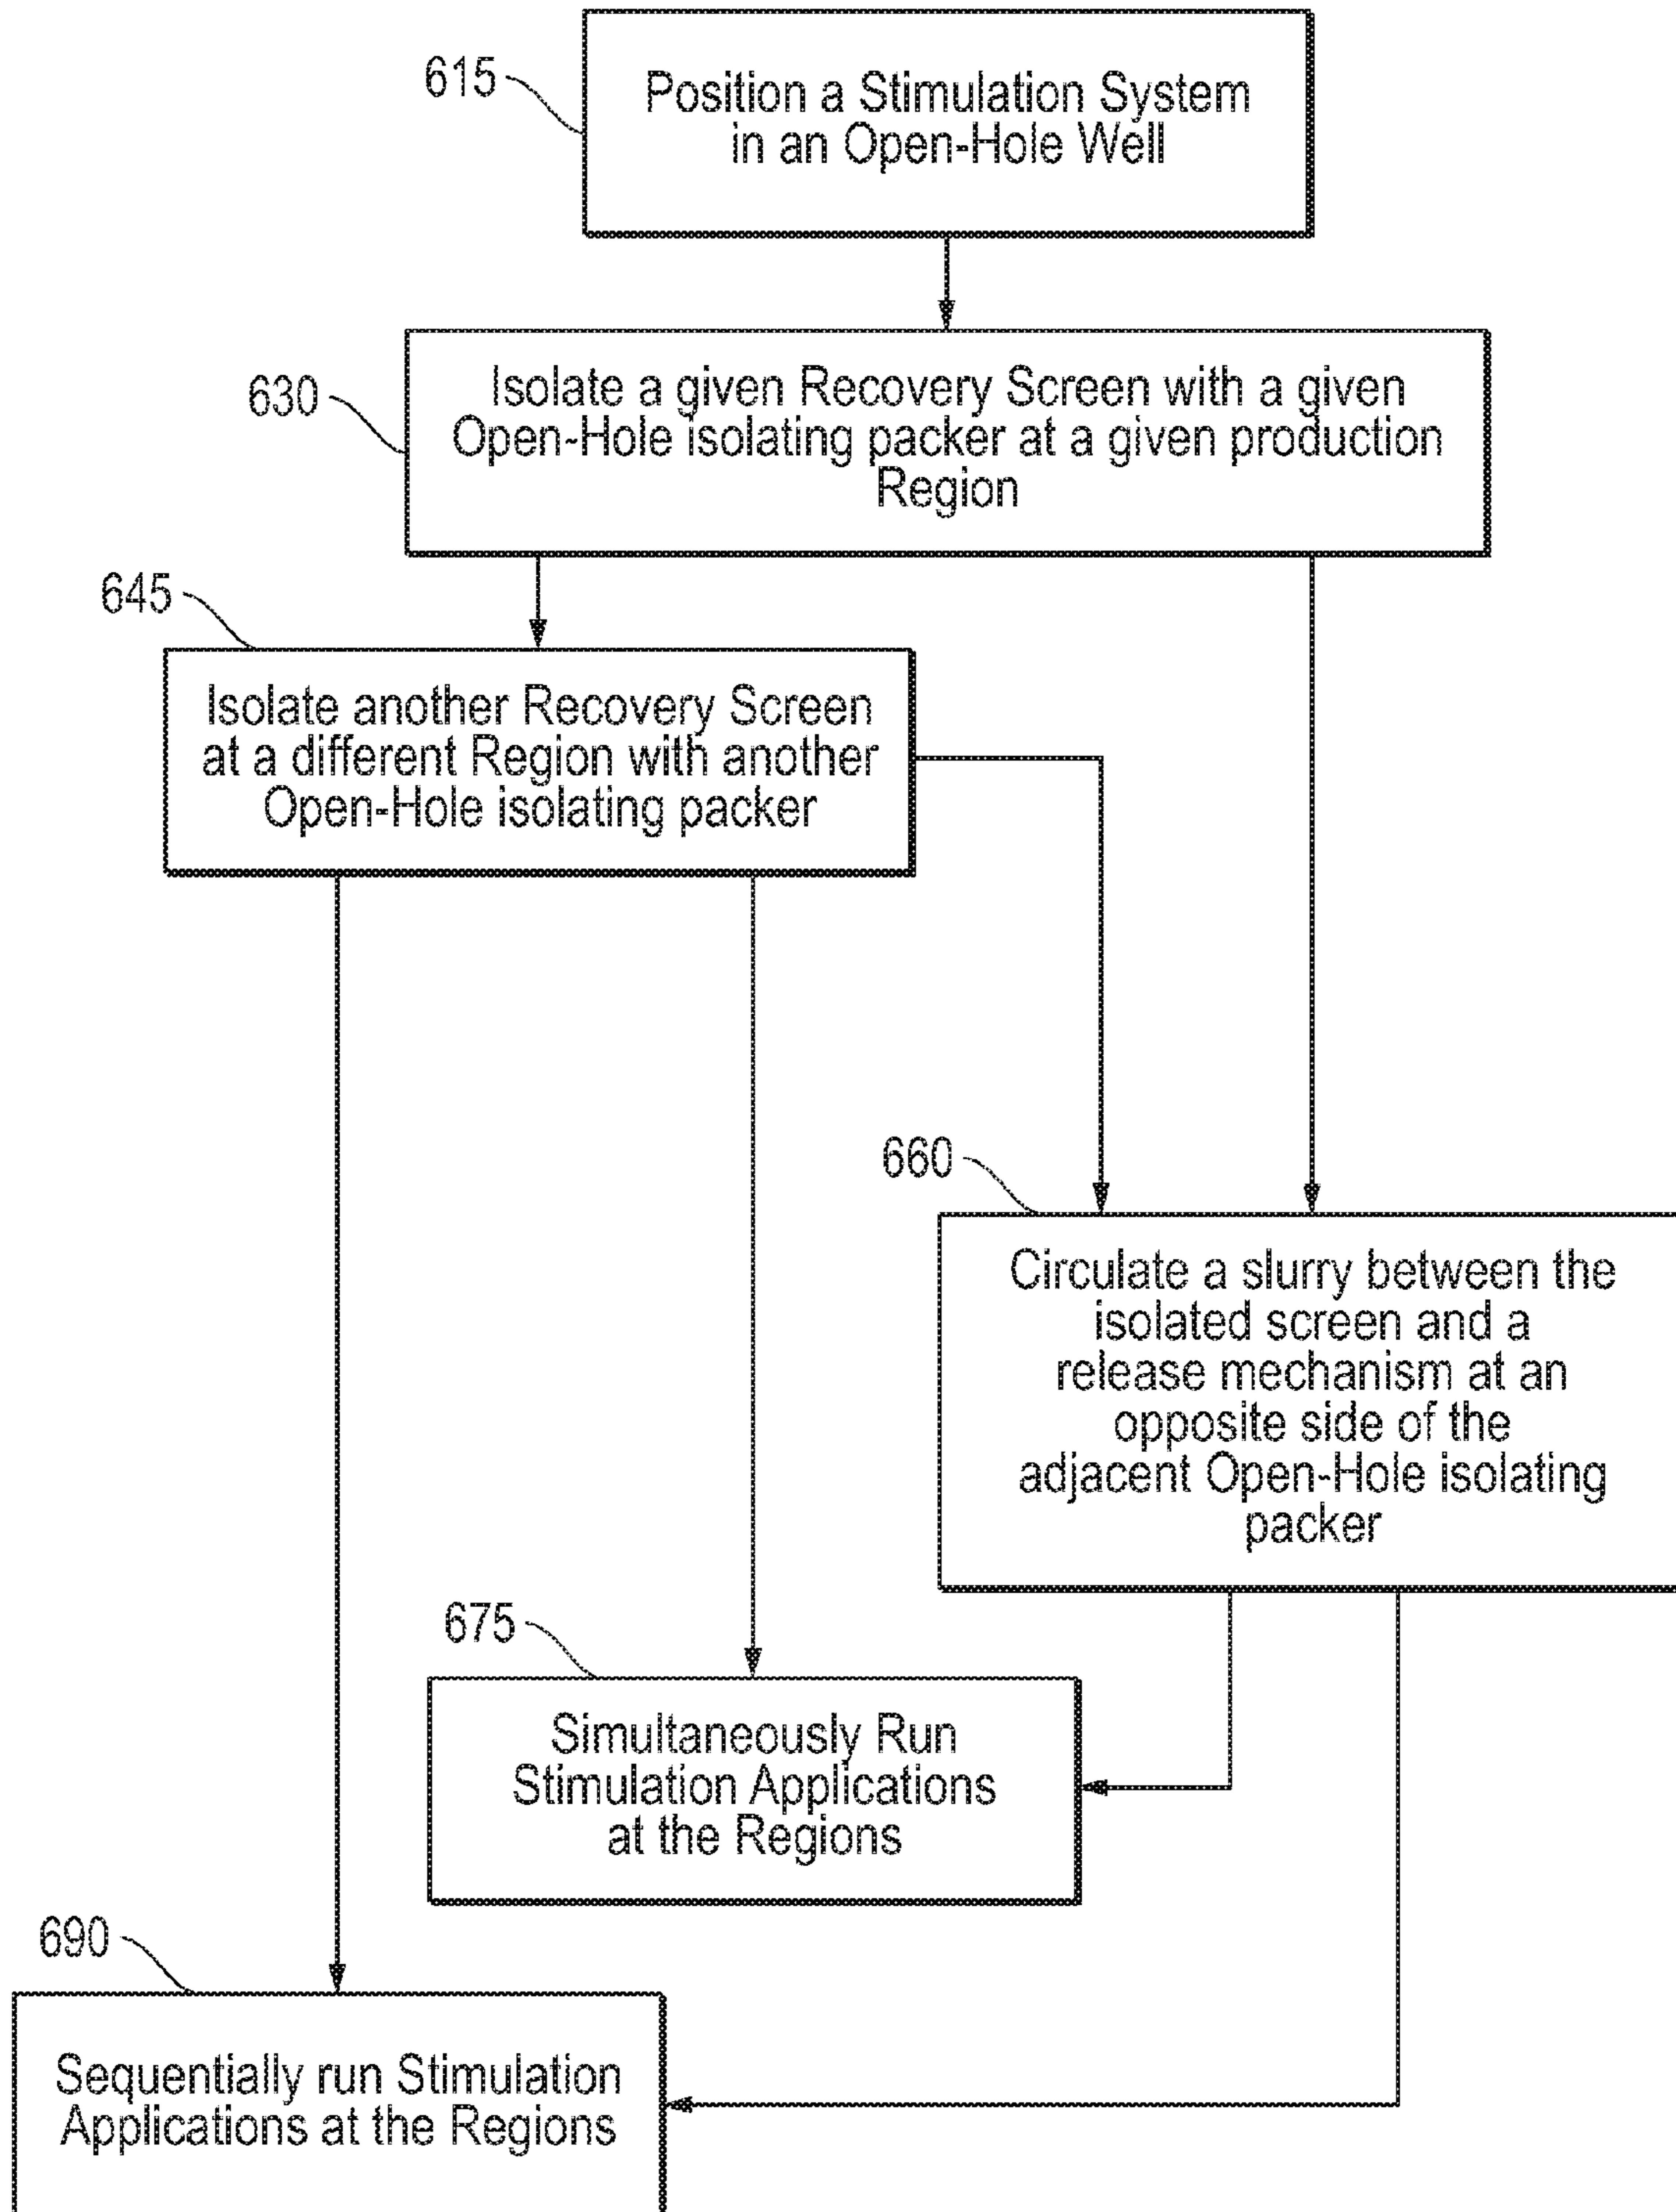 615
Position a Stimulation System
in an Open-Hole Well
630
Isolate a given Recovery Screen with a given
Open-Hole isolating packer at a given production
Region
645
Isolate another Recovery Screen
at a different Region with another
Open-Hole isolating packer
660
Circulate a slurry between the
isolated screen and a
release mechanism at an
opposite side of the
adjacent Open-Hole isolating
packer
675
Simultaneously Run
Stimulation Applications
at the Regions
690
Sequentially run Stimulation
Applications at the Regions